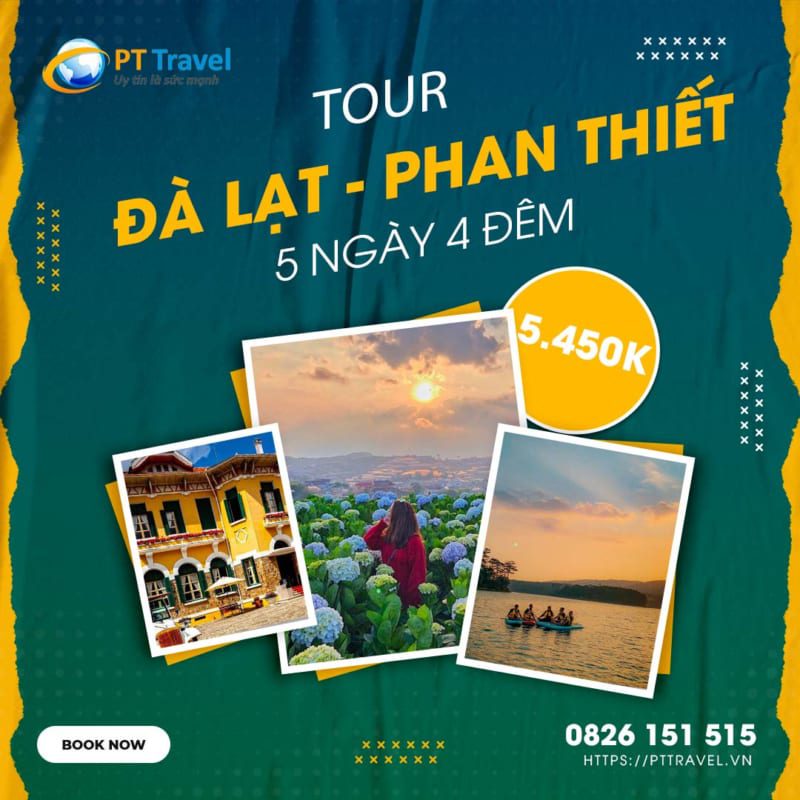 PT Travel
Uy tín là sức mạnh
TOUR
ĐÀ LẠT - PHAN THIẾT
5 NGÀY 4 ĐÊM
5.450K
BOOK NOW
0826 151 515
HTTPS://PTTRAVEL.VN